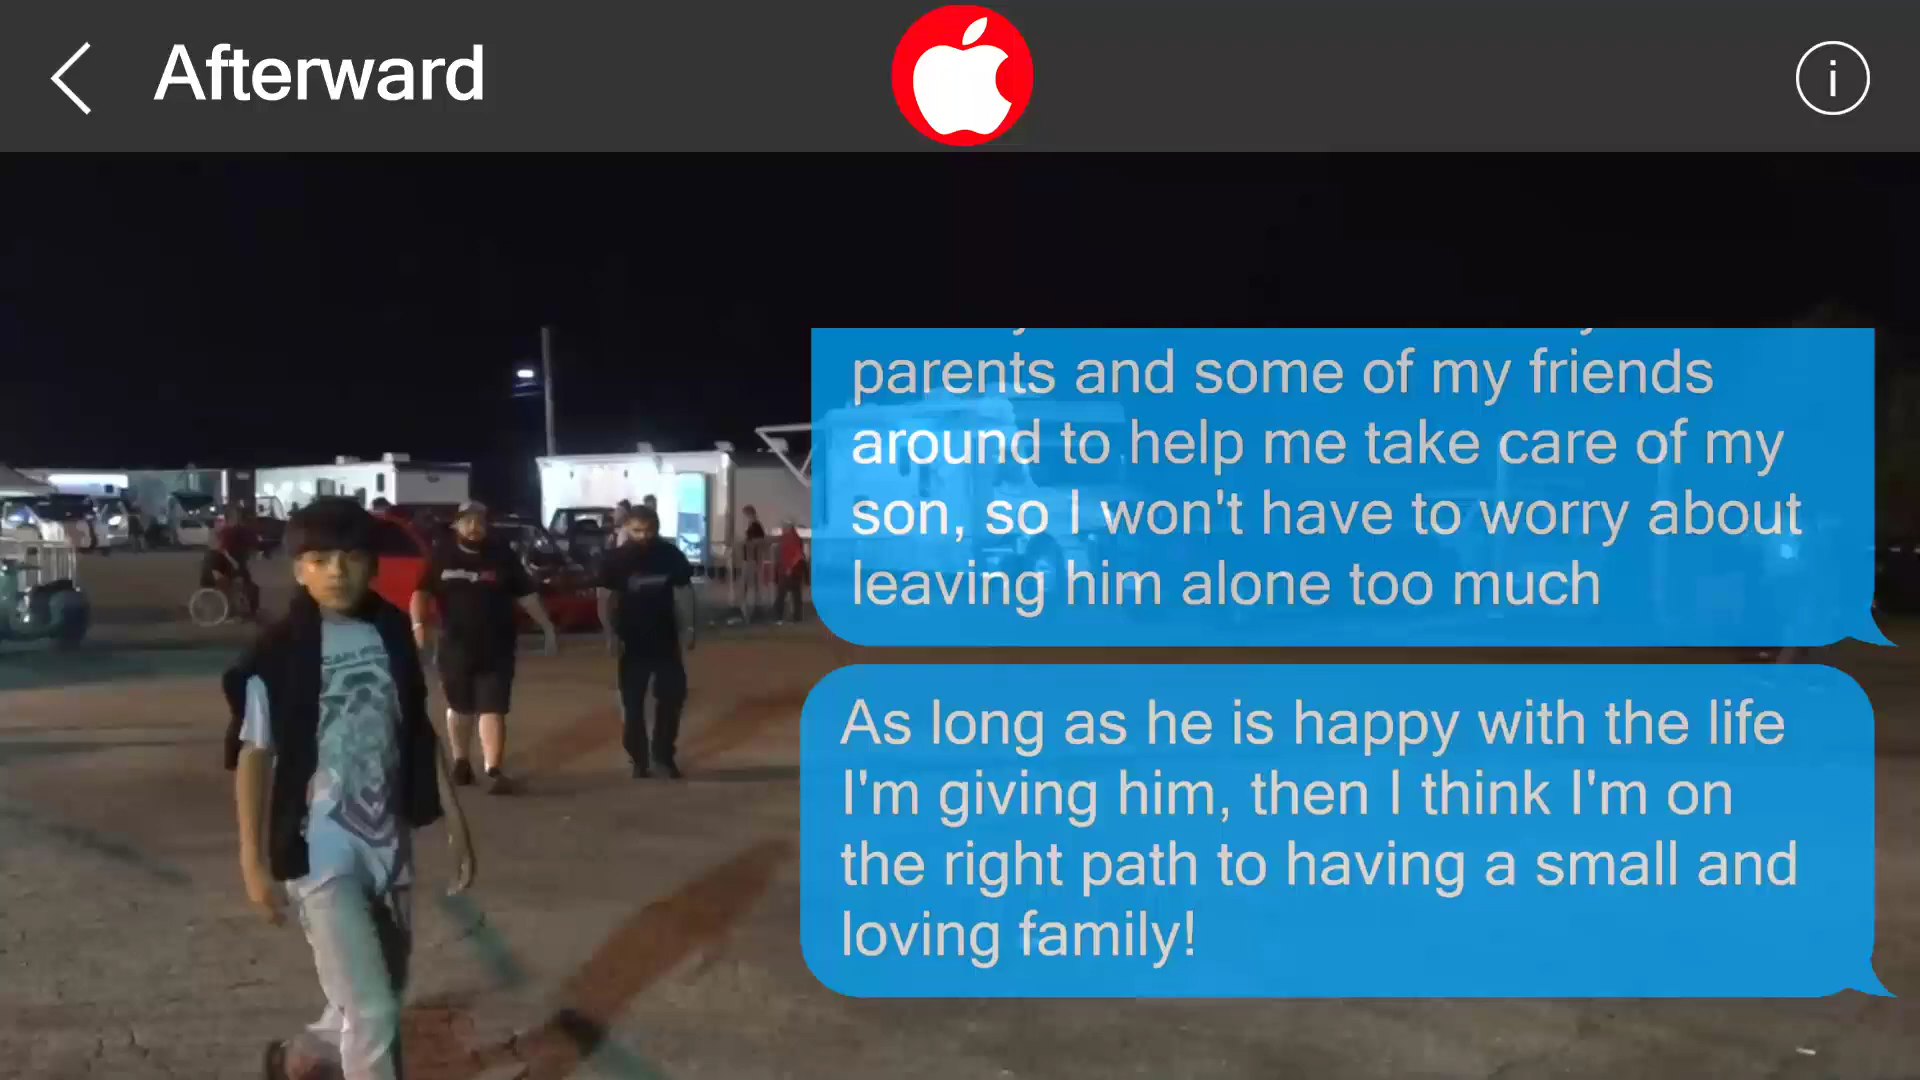 Afterward
parents and some of my friends
around to help me take care of my
son, so I won't have to worry about
leaving him alone too much
As long as he is happy with the life
I'm giving him, then I think I'm on
the right path to having a small and
loving family!